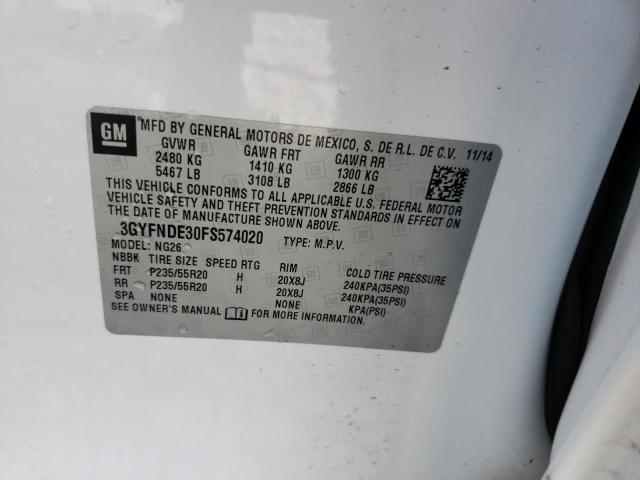 GM
MFD BY GENERAL MOTORS DE MEXICO, S. DE R.L. DE C.V. 11/14
GVWR GAWR FRT GAWR RR
2480 KG 1410 KG 1300 KG
5467 LB 3108 LB 2866 LB
THIS VEHICLE CONFORMS TO ALL APPLICABLE U.S. FEDERAL MOTOR
VEHICLE SAFETY AND THEFT PREVENTION STANDARDS IN EFFECT ON
THE DATE OF MANUFACTURE SHOWN ABOVE.
3GYFNDE30FS574020 TYPE: M.P.V.
MODEL: NG26
NBBK TIRE SIZE SPEED RTG RIM COLD TIRE PRESSURE
FRT P235/55R20 H 20X8J 240KPA(35PSI)
RR P235/55R20 H 20X8J 240KPA(35PSI)
SPA NONE NONE KPA(PSI)
SEE OWNER'S MANUAL FOR MORE INFORMATION.